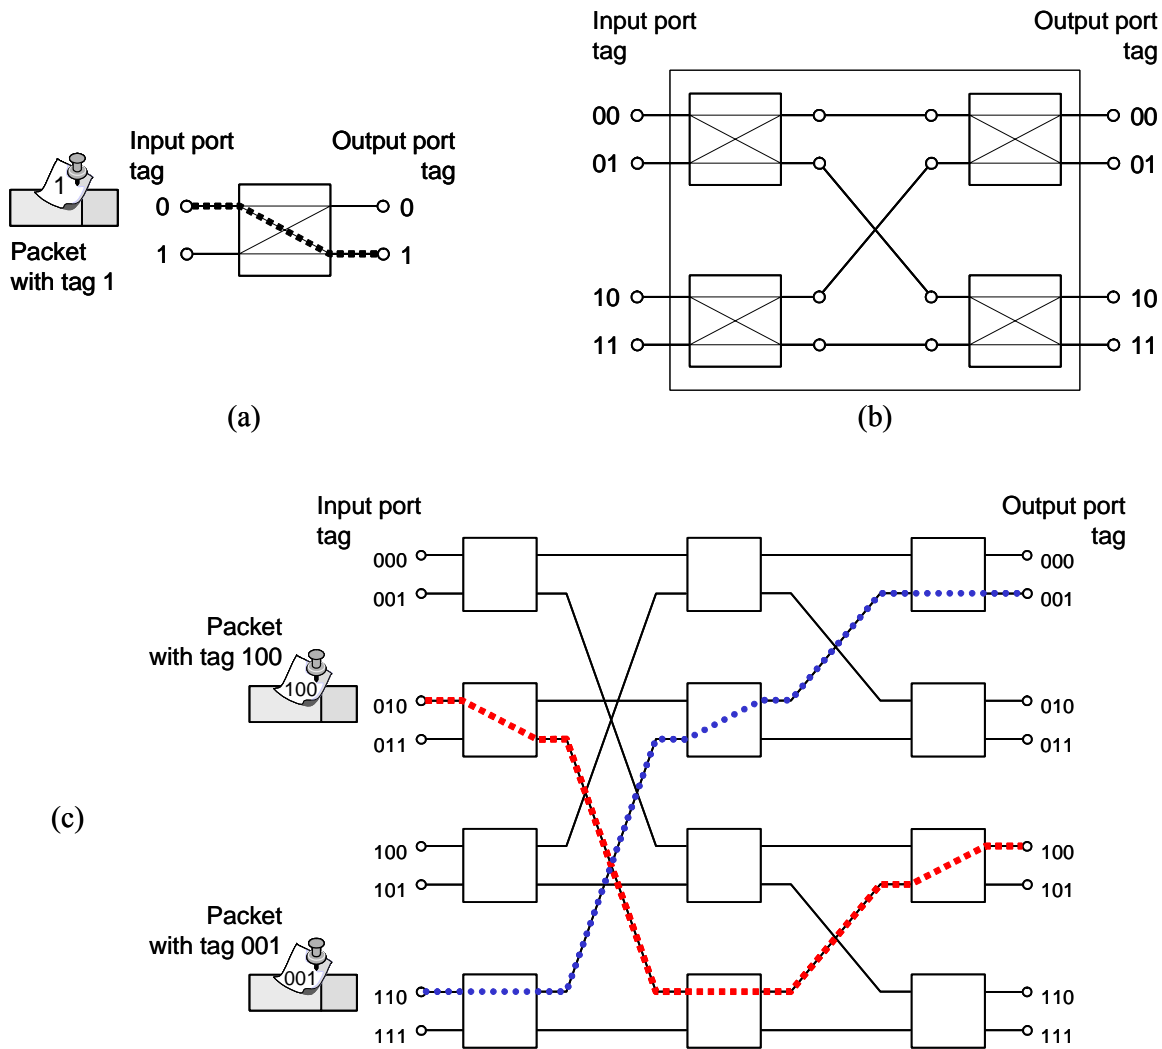 Input port
tag
Output port
tag
00
00
01
01
10
10
11
11
(b)
Input port
tag
Output port
tag
1
0
0
1
1
Packet
with tag 1
(a)
Input port
tag
Output port
tag
000
000
001
001
Packet
with tag 100
100
010
010
011
011
(c)
100
100
101
101
Packet
with tag 001
001
110
110
111
111